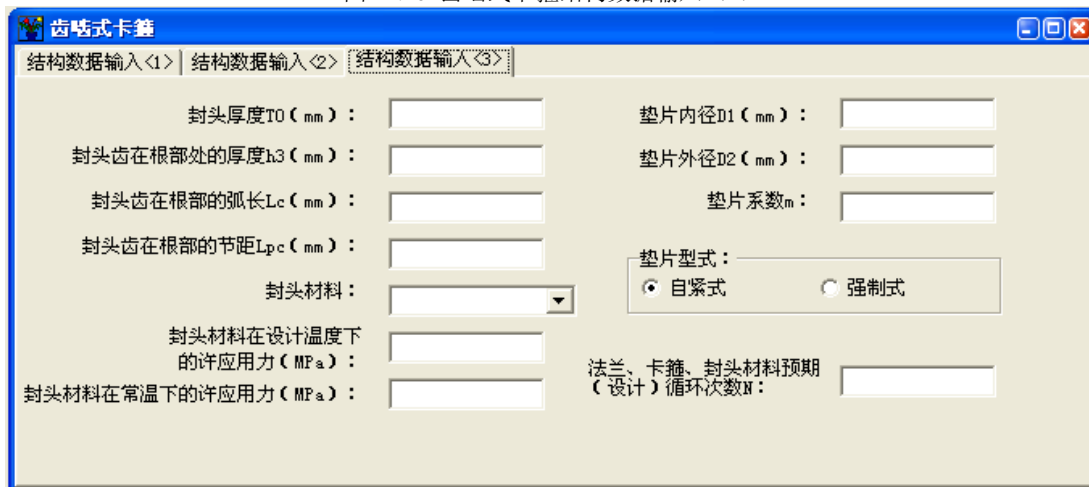 齿啮式卡箍
结构数据输入<1> 结构数据输入<2> 结构数据输入<3>
封头厚度T0(mm):
封头齿在根部处的厚度h3(mm):
封头齿在根部的弧长Lc(mm):
封头齿在根部的节距Lpc(mm):
封头材料:
封头材料在设计温度下
的许应用力(MPa):
封头材料在常温下的许应用力(MPa):
垫片内径D1(mm):
垫片外径D2(mm):
垫片系数m:
垫片型式:
自紧式 强制式
法兰、卡箍、封头材料预期
(设计)循环次数N: